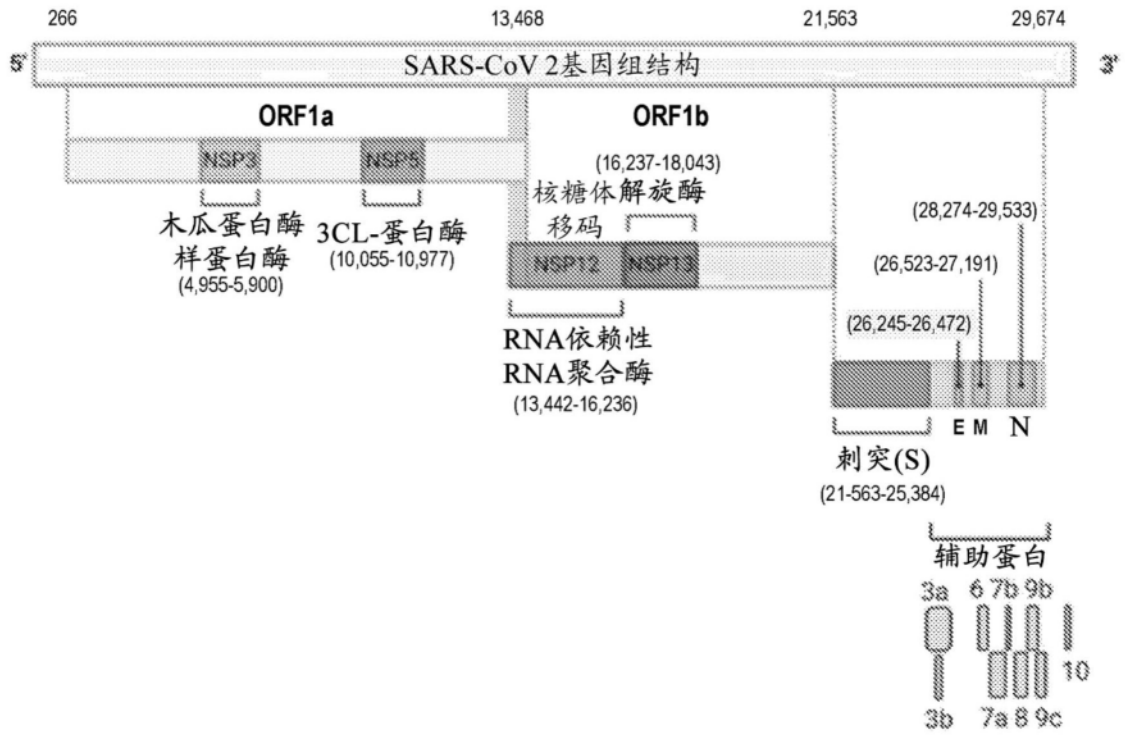 266 13,468 21,563 29,674
5' SARS-CoV 2基因组结构 3'
ORF1a ORF1b
NSP3 NSP5
(16,237-18,043)
核糖体 解旋酶
移码
木瓜蛋白酶
样蛋白酶
(4,955-5,900)
3CL-蛋白酶
(10,055-10,977)
NSP12 NSP13
RNA依赖性
RNA聚合酶
(13,442-16,236)
(28,274-29,533)
(26,523-27,191)
(26,245-26,472)
E M N
刺突(S)
(21-563-25,384)
辅助蛋白
3a 6 7b 9b
10
3b 7a 8 9c